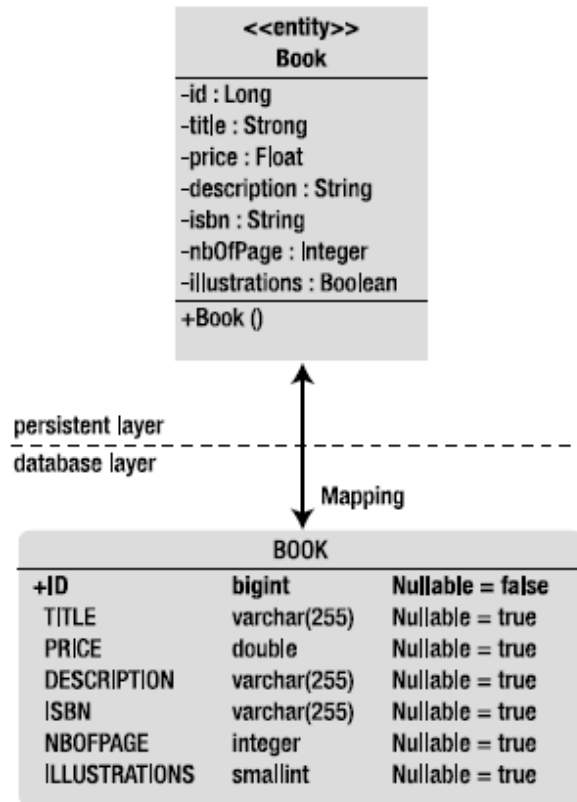 <<entity>>
Book
-id : Long
-title : Strong
-price : Float
-description : String
-isbn : String
-nbOfPage : Integer
-illustrations : Boolean
+Book ()
persistent layer
database layer
Mapping
BOOK
+ID bigint Nullable = false
TITLE varchar(255) Nullable = true
PRICE double Nullable = true
DESCRIPTION varchar(255) Nullable = true
ISBN varchar(255) Nullable = true
NBOFPAGE integer Nullable = true
ILLUSTRATIONS smallint Nullable = true